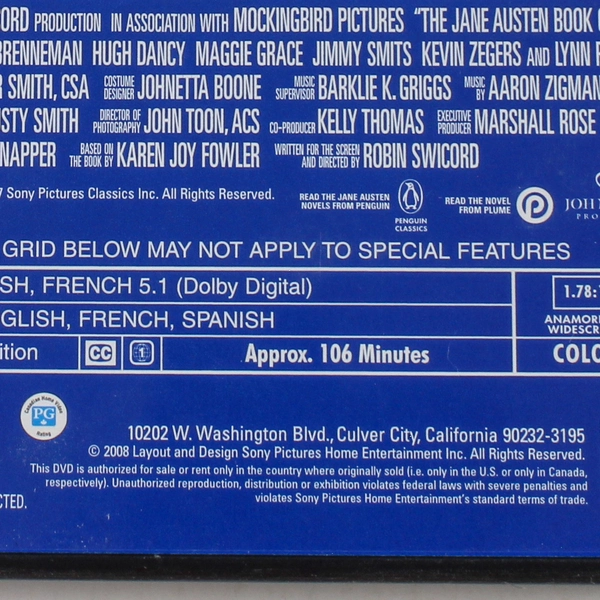 PRODUCTION IN ASSOCIATION WITH MOCKINGBIRD PICTURES "THE JANE AUSTEN BOOK
BRENNEMAN HUGH DANCY MAGGIE GRACE JIMMY SMITS KEVIN ZEGERS AND LYNN
SMITH, CSA COSTUME DESIGNER JOHNETTA BOONE MUSIC SUPERVISOR BARKLIE K. GRIGGS MUSIC BY AARON ZIGMAN
SMITH DIRECTOR OF PHOTOGRAPHY JOHN TOON, ACS CO-PRODUCER KELLY THOMAS EXECUTIVE PRODUCER MARSHALL ROSE
NAPPER BASED ON THE BOOK BY KAREN JOY FOWLER WRITTEN FOR THE SCREEN AND DIRECTED BY ROBIN SWICORD
7 Sony Pictures Classics Inc. All Rights Reserved.
READ THE JANE AUSTEN NOVELS FROM PENGUIN
PENGUIN CLASSICS
READ THE NOVEL FROM PLUME
P
JOH
PRO
GRID BELOW MAY NOT APPLY TO SPECIAL FEATURES
SH, FRENCH 5.1 (Dolby Digital)
GLISH, FRENCH, SPANISH
ition CC 1 Approx. 106 Minutes
1.78:
ANAMOR
WIDESCR
COLO
Canadian Home Video
PG
Rating
10202 W. Washington Blvd., Culver City, California 90232-3195
© 2008 Layout and Design Sony Pictures Home Entertainment Inc. All Rights Reserved.
This DVD is authorized for sale or rent only in the country where originally sold (i.e. only in the U.S. or only in Canada,
respectively). Unauthorized reproduction, distribution or exhibition violates federal laws with severe penalties and
violates Sony Pictures Home Entertainment's standard terms of trade.
CTED.